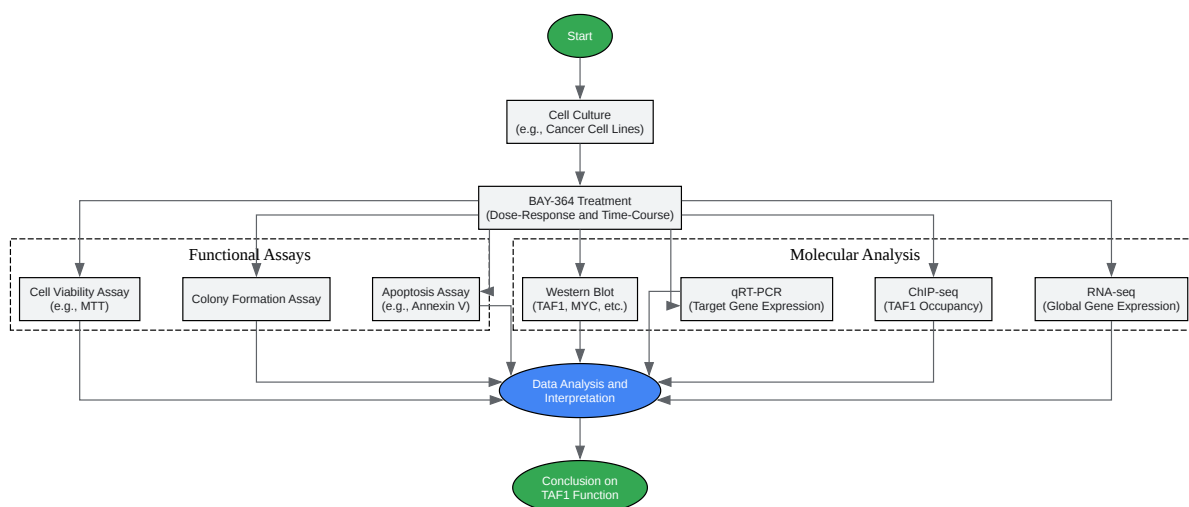 Start
Cell Culture
(e.g., Cancer Cell Lines)
BAY-364 Treatment
(Dose-Response and Time-Course)
Functional Assays
Molecular Analysis
Cell Viability Assay
(e.g., MTT)
Colony Formation Assay
Apoptosis Assay
(e.g., Annexin V)
Western Blot
(TAF1, MYC, etc.)
qRT-PCR
(Target Gene Expression)
ChIP-seq
(TAF1 Occupancy)
RNA-seq
(Global Gene Expression)
Data Analysis and
Interpretation
Conclusion on
TAF1 Function